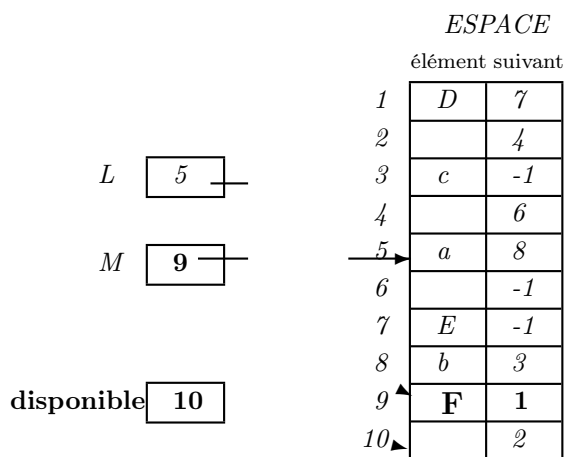 ESPACE
élément suivant
1 D 7
2 4
L 5 3 c -1
4 6
M 9 5 a 8
6 -1
7 E -1
8 b 3
disponible 10 9 F 1
10 2